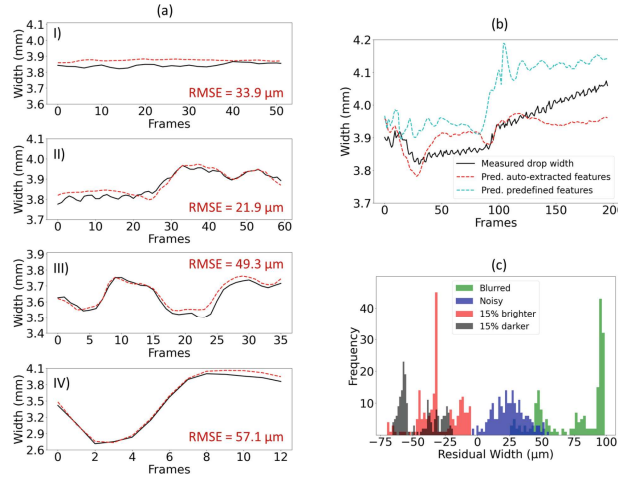 (a)
I)
4.1
4.0
3.9
3.8
3.7
3.6
Width (mm)
RMSE = 33.9 μm
0 10 20 30 40 50
Frames
II)
4.1
4.0
3.9
3.8
3.7
Width (mm)
RMSE = 21.9 μm
0 10 20 30 40 50 60
Frames
III)
3.9
3.8
3.7
3.6
3.5
3.4
Width (mm)
RMSE = 49.3 μm
0 5 10 15 20 25 30 35
Frames
IV)
4.1
3.8
3.5
3.2
2.9
2.6
Width (mm)
RMSE = 57.1 μm
0 2 4 6 8 10 12
Frames
(b)
4.2
4.1
4.0
3.9
3.8
3.7
Width (mm)
Measured drop width
Pred. auto-extracted features
Pred. predefined features
0 50 100 150 200
Frames
(c)
40
30
20
10
0
Frequency
Blurred
Noisy
15% brighter
15% darker
−75 −50 −25 0 25 50 75 100
Residual Width (μm)